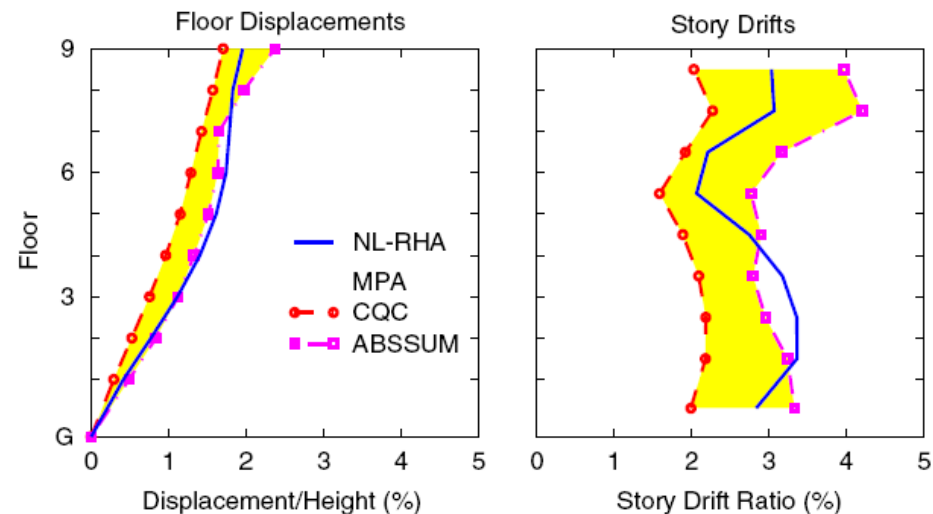 Floor Displacements
9
6
3
G
Floor
0 1 2 3 4 5
Displacement/Height (%)
NL-RHA
MPA
CQC
ABSSUM
Story Drifts
0 1 2 3 4 5
Story Drift Ratio (%)